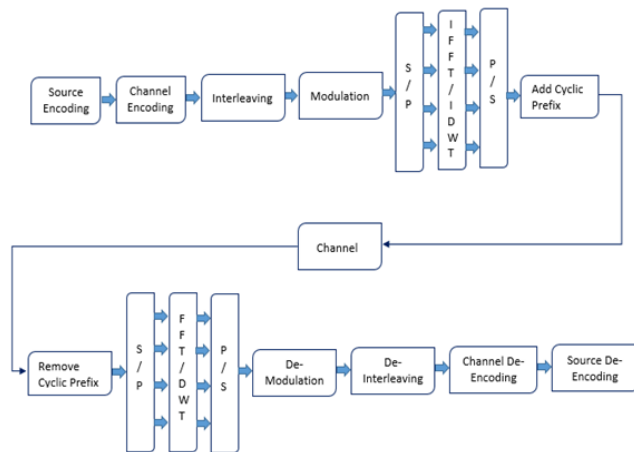 Source
Encoding
Channel
Encoding
Interleaving
Modulation
S
/
P
I
F
F
T
/
I
D
W
T
P
/
S
Add Cyclic
Prefix
Channel
Remove
Cyclic Prefix
S
/
P
F
F
T
/
D
W
T
P
/
S
De-
Modulation
De-
Interleaving
Channel De-
Encoding
Source De-
Encoding